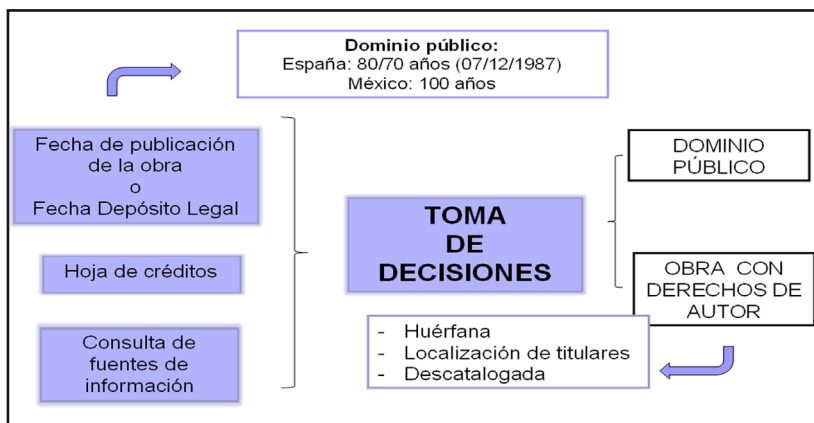 Dominio público:
España: 80/70 años (07/12/1987)
México: 100 años
Fecha de publicación
de la obra
o
Fecha Depósito Legal
Hoja de créditos
Consulta de
fuentes de
información
TOMA
DE
DECISIONES
DOMINIO
PÚBLICO
OBRA CON
DERECHOS DE
AUTOR
- Huérfana
- Localización de titulares
- Descatalogada